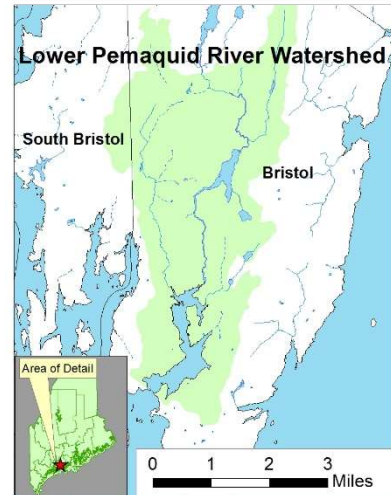 Lower Pemaquid River Watershed
South Bristol
Bristol
Area of Detail
0 1 2 3
Miles